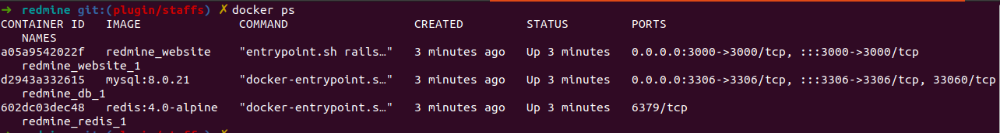 ➜ redmine git:(plugin/staffs) ✗ docker ps
CONTAINER ID   IMAGE              COMMAND                  CREATED         STATUS         PORTS
   NAMES
a05a9542022f   redmine_website    "entrypoint.sh rails…"   3 minutes ago   Up 3 minutes   0.0.0.0:3000->3000/tcp, :::3000->3000/tcp
   redmine_website_1
d2943a332615   mysql:8.0.21       "docker-entrypoint.s…"   3 minutes ago   Up 3 minutes   0.0.0.0:3306->3306/tcp, :::3306->3306/tcp, 33060/tcp
   redmine_db_1
602dc03dec48   redis:4.0-alpine   "docker-entrypoint.s…"   3 minutes ago   Up 3 minutes   6379/tcp
   redmine_redis_1
➜ redmine git:(plugin/staffs) ✗